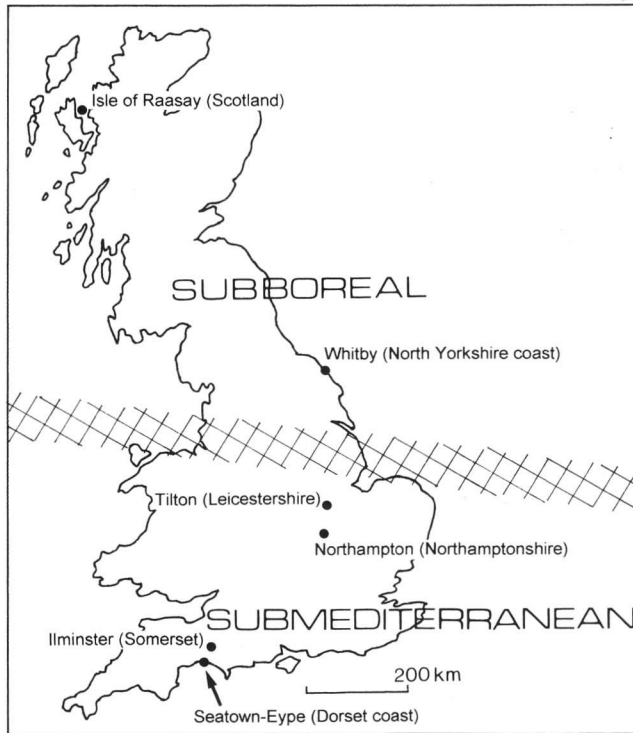 Isle of Raasay (Scotland)
SUBBOREAL
Whitby (North Yorkshire coast)
Tilton (Leicestershire)
Northampton (Northamptonshire)
SUBMEDITERRANEAN
Ilminster (Somerset)
200 km
Seatown-Eype (Dorset coast)